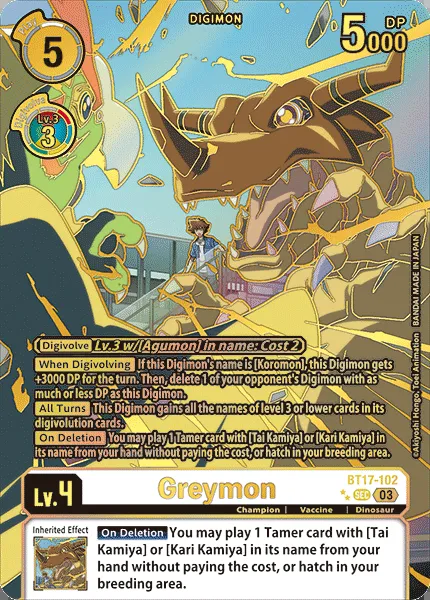 DIGIMON
Play
5
DP
5000
Digivolve
Lv.3
3
Digivolve Lv.3 w/[Agumon] in name: Cost 2
When Digivolving If this Digimon's name is [Koromon], this Digimon gets
+3000 DP for the turn. Then, delete 1 of your opponent's Digimon with as
much or less DP as this Digimon.
All Turns This Digimon gains all the names of level 3 or lower cards in its
digivolution cards.
On Deletion You may play 1 Tamer card with [Tai Kamiya] or [Kari Kamiya] in
its name from your hand without paying the cost, or hatch in your breeding area.
©Akiyoshi Hongo, Toei Animation BANDAI MADE IN JAPAN
Lv.4
Greymon
BT17-102
SEC 03
Champion | Vaccine | Dinosaur
Inherited Effect
On Deletion You may play 1 Tamer card with [Tai
Kamiya] or [Kari Kamiya] in its name from your
hand without paying the cost, or hatch in your
breeding area.